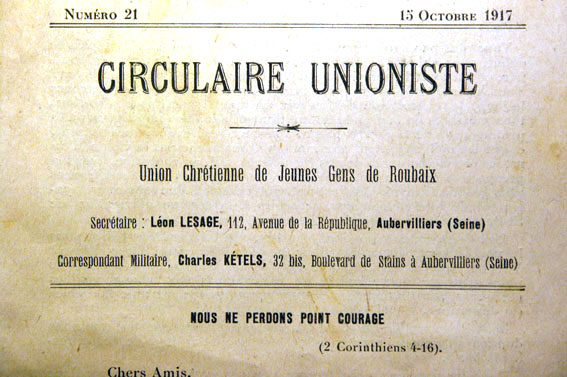 Numéro 21 15 Octobre 1917
CIRCULAIRE UNIONISTE
Union Chrétienne de Jeunes Gens de Roubaix
Secrétaire : Léon LESAGE, 112, Avenue de la République, Aubervilliers (Seine)
Correspondant Militaire, Charles KÉTELS, 32 bis, Boulevard de Stains à Aubervilliers (Seine)
NOUS NE PERDONS POINT COURAGE
(2 Corinthiens 4-16).
Chers Amis,